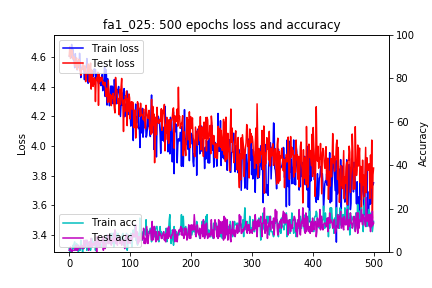 fa1_025: 500 epochs loss and accuracy
Train loss
Test loss
Train acc
Test acc
Loss
4.6
4.4
4.2
4.0
3.8
3.6
3.4
Accuracy
100
80
60
40
20
0
0 100 200 300 400 500